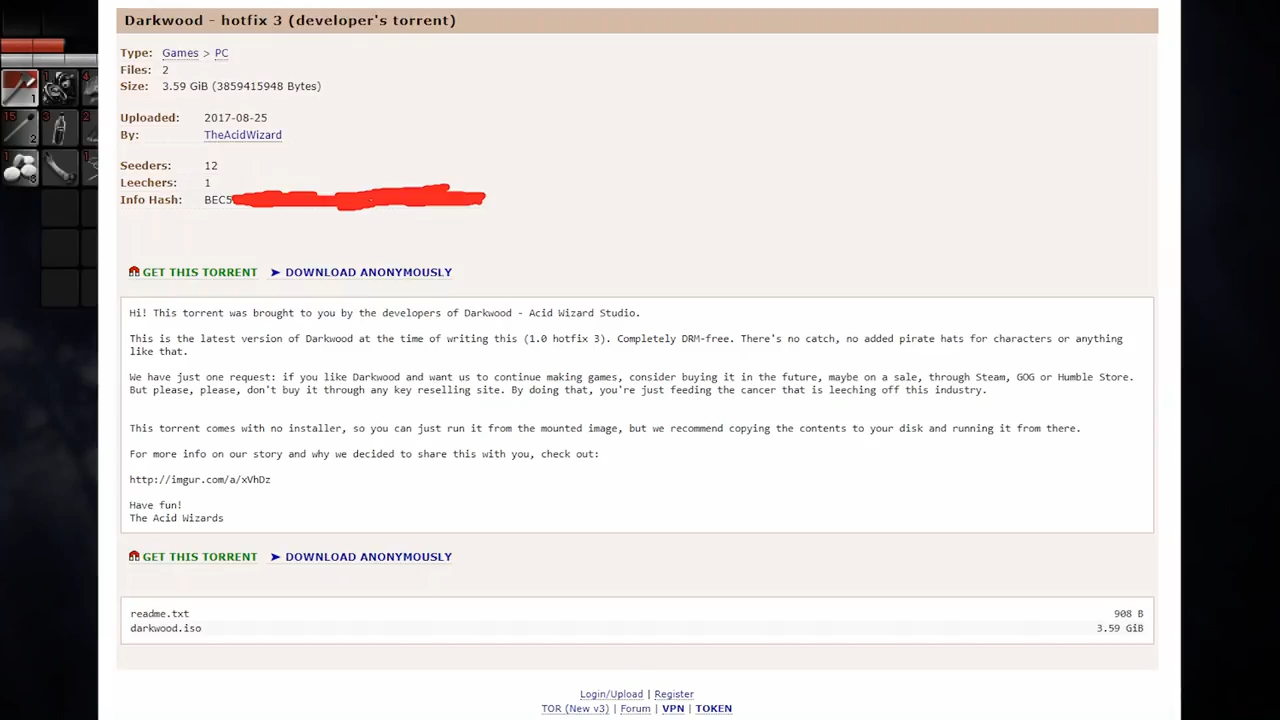 Darkwood - hotfix 3 (developer's torrent)
Type: Games > PC
Files: 2
Size: 3.59 GiB (3859415948 Bytes)
Uploaded: 2017-08-25
By: TheAcidWizard
Seeders: 12
Leechers: 1
Info Hash: BEC5
GET THIS TORRENT ➤ DOWNLOAD ANONYMOUSLY
Hi! This torrent was brought to you by the developers of Darkwood - Acid Wizard Studio.
This is the latest version of Darkwood at the time of writing this (1.0 hotfix 3). Completely DRM-free. There's no catch, no added pirate hats for characters or anything
like that.
We have just one request: if you like Darkwood and want us to continue making games, consider buying it in the future, maybe on a sale, through Steam, GOG or Humble Store.
But please, please, don't buy it through any key reselling site. By doing that, you're just feeding the cancer that is leeching off this industry.
This torrent comes with no installer, so you can just run it from the mounted image, but we recommend copying the contents to your disk and running it from there.
For more info on our story and why we decided to share this with you, check out:
http://imgur.com/a/xVhDz
Have fun!
The Acid Wizards
GET THIS TORRENT ➤ DOWNLOAD ANONYMOUSLY
readme.txt 908 B
darkwood.iso 3.59 GiB
Login/Upload | Register
TOR (New v3) | Forum | VPN | TOKEN
1 4
1
15 3 2
2
1 1
3